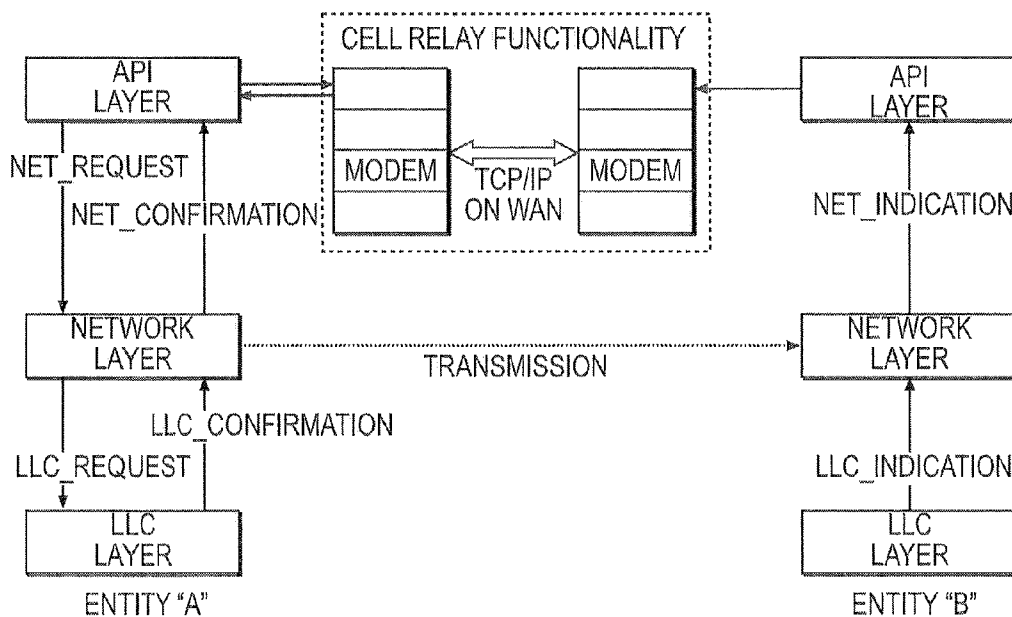 CELL RELAY FUNCTIONALITY
API
LAYER
API
LAYER
MODEM
MODEM
TCP/IP
ON WAN
NET_REQUEST
NET_CONFIRMATION
NET_INDICATION
NETWORK
LAYER
NETWORK
LAYER
TRANSMISSION
LLC_CONFIRMATION
LLC_REQUEST
LLC_INDICATION
LLC
LAYER
LLC
LAYER
ENTITY "A"
ENTITY "B"